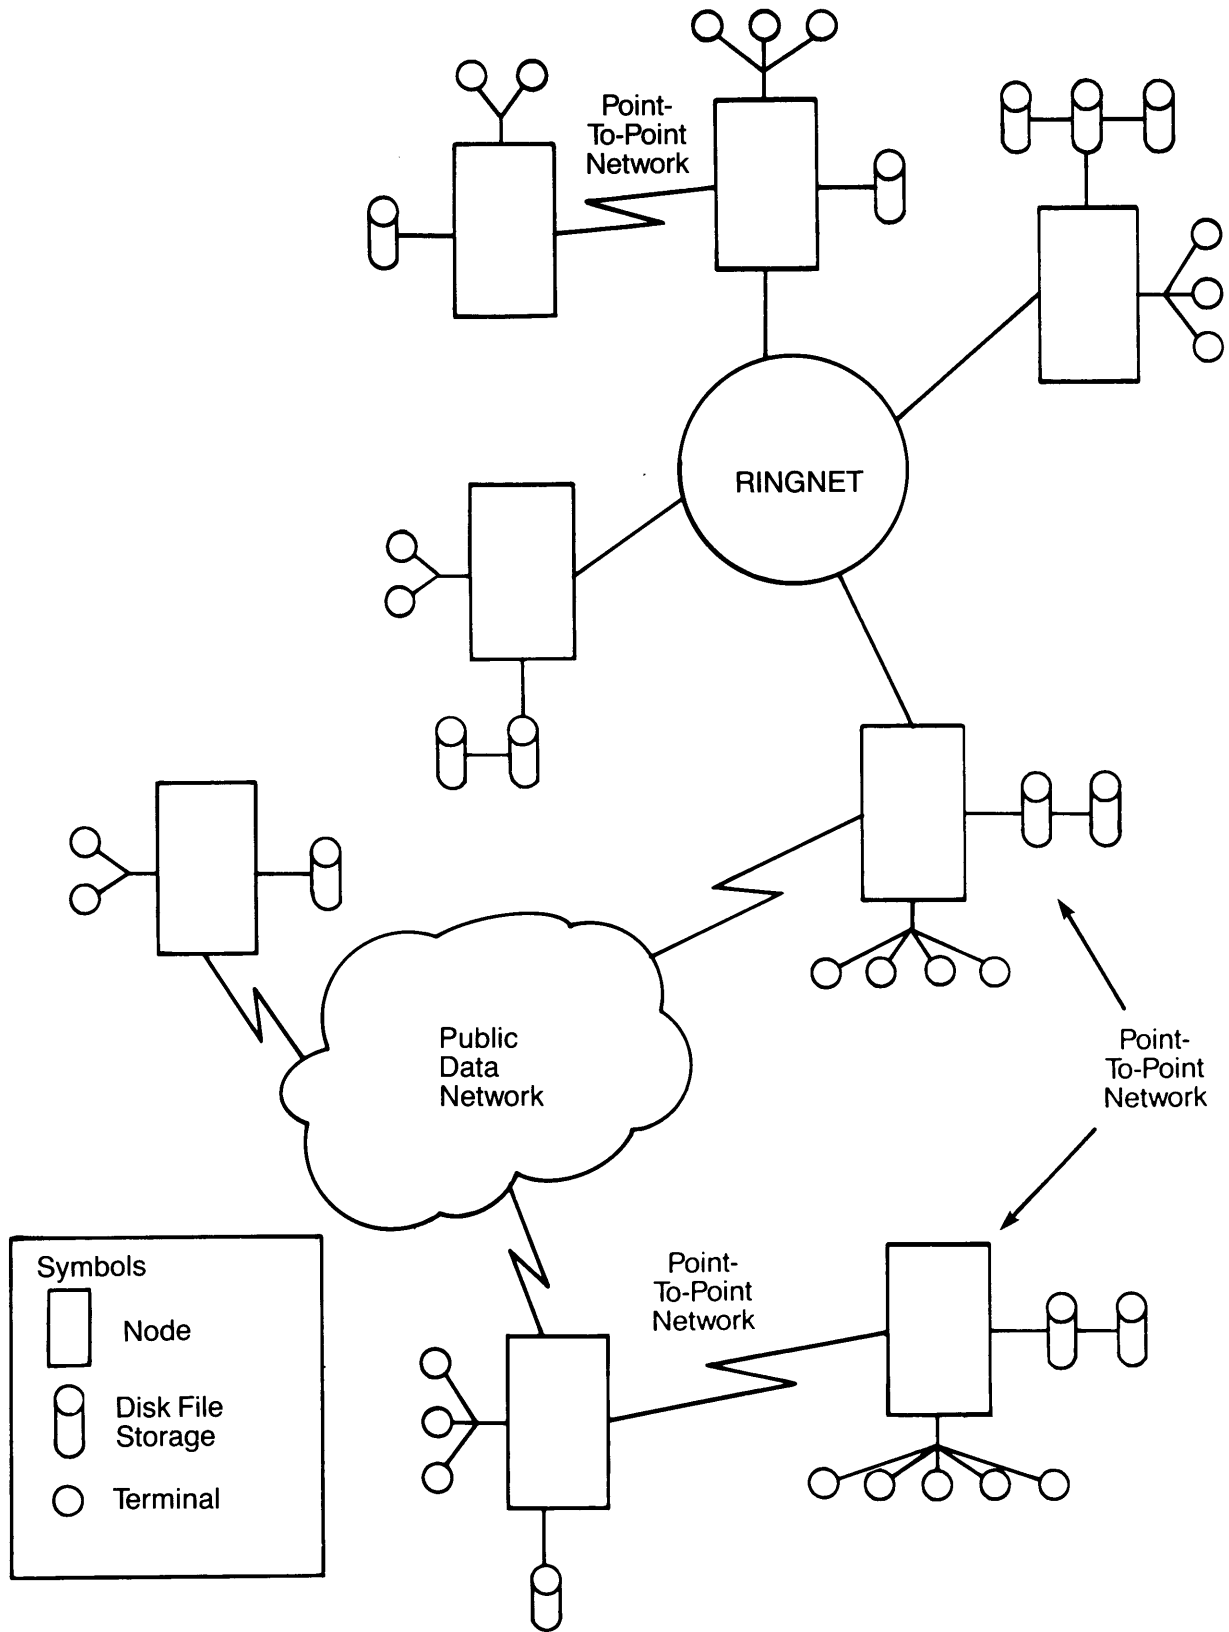 Point-
To-Point
Network
RINGNET
Public
Data
Network
Point-
To-Point
Network
Point-
To-Point
Network
Symbols
Node
Disk File
Storage
Terminal